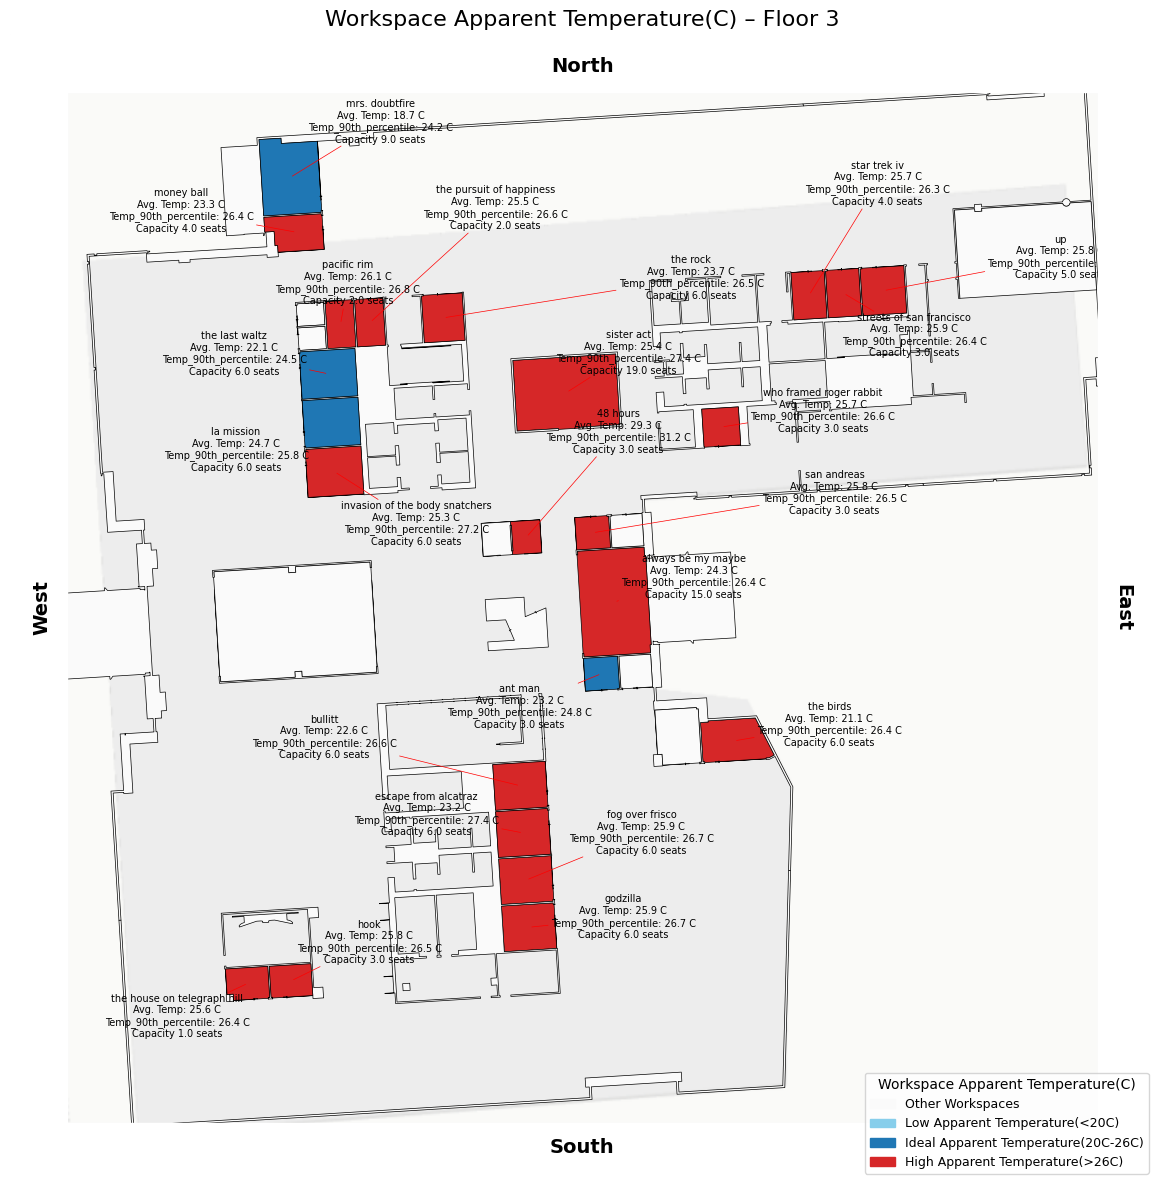 Workspace Apparent Temperature(C) – Floor 3
North
mrs. doubtfire
Avg. Temp: 18.7 C
Temp_90th_percentile: 24.2 C
Capacity 9.0 seats
money ball
Avg. Temp: 23.3 C
Temp_90th_percentile: 26.4 C
Capacity 4.0 seats
the pursuit of happiness
Avg. Temp: 25.5 C
Temp_90th_percentile: 26.6 C
Capacity 2.0 seats
star trek iv
Avg. Temp: 25.7 C
Temp_90th_percentile: 26.3 C
Capacity 4.0 seats
up
Avg. Temp: 25.8
Temp_90th_percentile:
Capacity 5.0 seats
pacific rim
Avg. Temp: 26.1 C
Temp_90th_percentile: 26.8 C
Capacity 2.0 seats
the rock
Avg. Temp: 23.7 C
Temp_90th_percentile: 26.5 C
Capacity 6.0 seats
streets of san francisco
Avg. Temp: 25.9 C
Temp_90th_percentile: 26.4 C
Capacity 3.0 seats
the last waltz
Avg. Temp: 22.1 C
Temp_90th_percentile: 24.5 C
Capacity 6.0 seats
sister act
Avg. Temp: 25.4 C
Temp_90th_percentile: 27.4 C
Capacity 19.0 seats
who framed roger rabbit
Avg. Temp: 25.7 C
Temp_90th_percentile: 26.6 C
Capacity 3.0 seats
48 hours
Avg. Temp: 29.3 C
Temp_90th_percentile: 31.2 C
Capacity 3.0 seats
la mission
Avg. Temp: 24.7 C
Temp_90th_percentile: 25.8 C
Capacity 6.0 seats
san andreas
Avg. Temp: 25.8 C
Temp_90th_percentile: 26.5 C
Capacity 3.0 seats
invasion of the body snatchers
Avg. Temp: 25.3 C
Temp_90th_percentile: 27.2 C
Capacity 6.0 seats
always be my maybe
Avg. Temp: 24.3 C
Temp_90th_percentile: 26.4 C
Capacity 15.0 seats
West
East
ant man
Avg. Temp: 23.2 C
Temp_90th_percentile: 24.8 C
Capacity 3.0 seats
the birds
Avg. Temp: 21.1 C
Temp_90th_percentile: 26.4 C
Capacity 6.0 seats
bullitt
Avg. Temp: 22.6 C
Temp_90th_percentile: 26.6 C
Capacity 6.0 seats
escape from alcatraz
Avg. Temp: 23.2 C
Temp_90th_percentile: 27.4 C
Capacity 6.0 seats
fog over frisco
Avg. Temp: 25.9 C
Temp_90th_percentile: 26.7 C
Capacity 6.0 seats
godzilla
Avg. Temp: 25.9 C
Temp_90th_percentile: 26.7 C
Capacity 6.0 seats
hook
Avg. Temp: 25.8 C
Temp_90th_percentile: 26.5 C
Capacity 3.0 seats
the house on telegraph hill
Avg. Temp: 25.6 C
Temp_90th_percentile: 26.4 C
Capacity 1.0 seats
Workspace Apparent Temperature(C)
Other Workspaces
Low Apparent Temperature(<20C)
Ideal Apparent Temperature(20C-26C)
High Apparent Temperature(>26C)
South